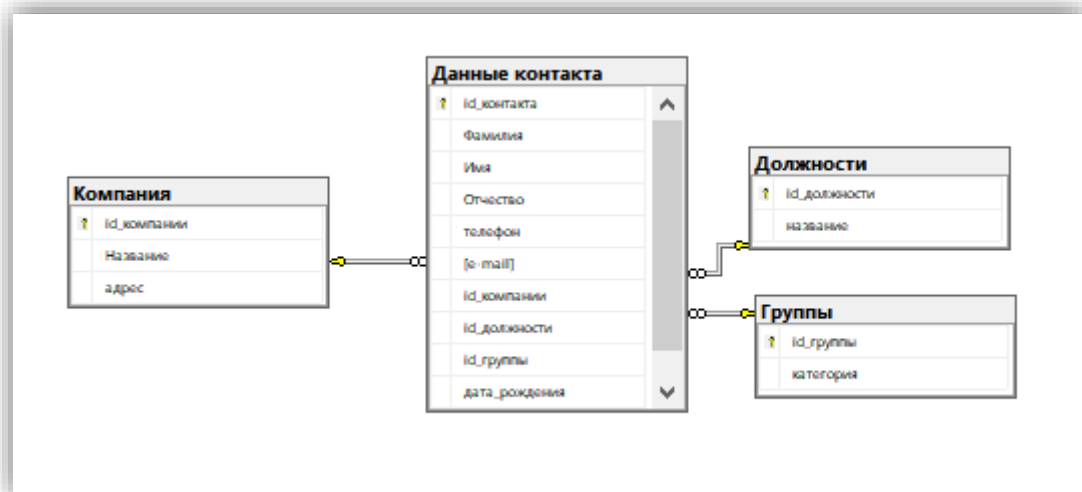 Компания
id_компании
Название
адрес
Данные контакта
id_контакта
Фамилия
Имя
Отчество
телефон
[e-mail]
id_компании
id_должности
id_группы
дата_рождения
Должности
id_должности
название
Группы
id_группы
категория